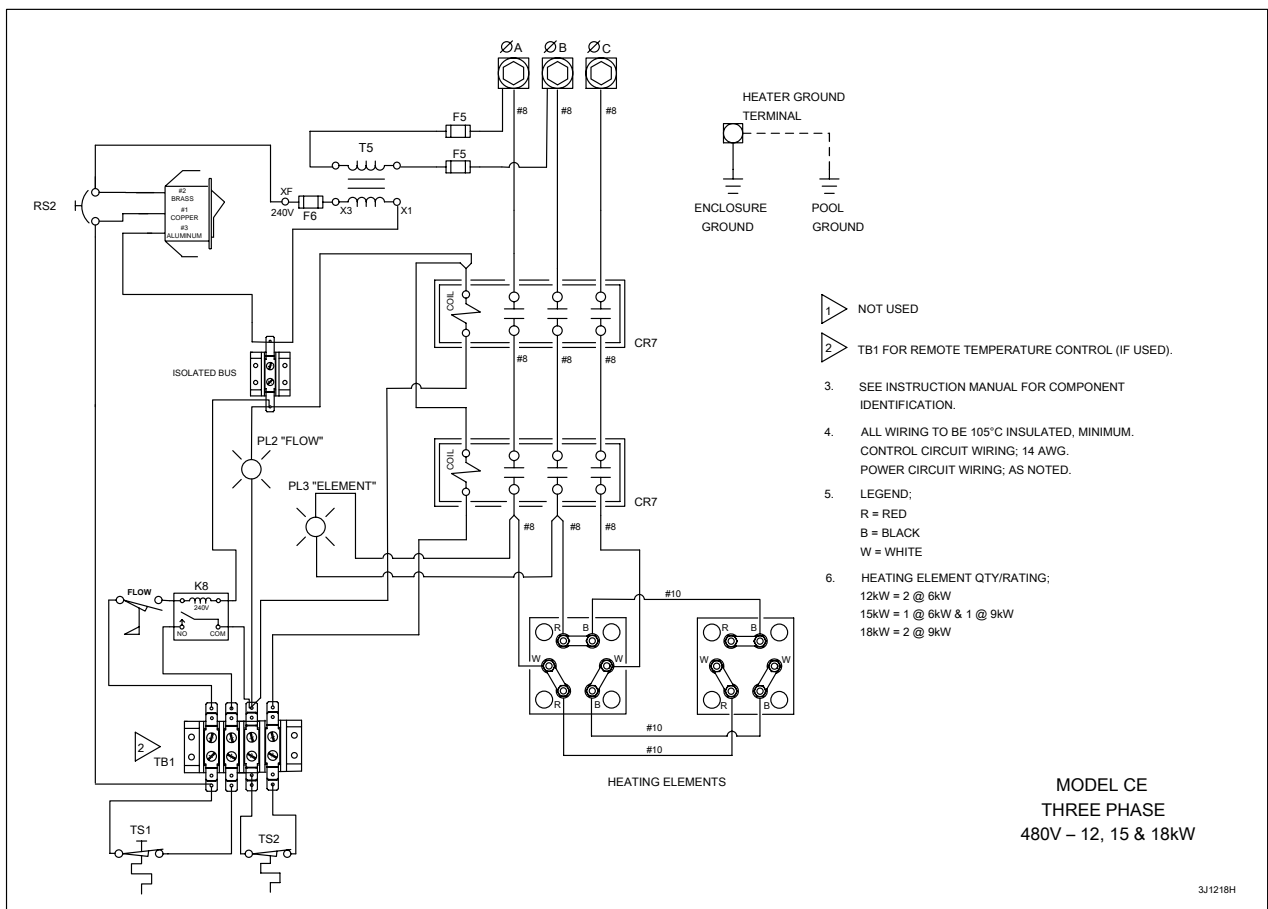 ØA ØB ØC
#8 #8 #8
F5
F5
T5
XF
240V
F6
X3
X1
RS2
#2
BRASS
#1
COPPER
#3
ALUMINUM
HEATER GROUND
TERMINAL
ENCLOSURE
GROUND
POOL
GROUND
COIL
CR7
#8 #8 #8
ISOLATED BUS
PL2 "FLOW"
PL3 "ELEMENT"
COIL
CR7
#8 #8 #8
1 NOT USED
2 TB1 FOR REMOTE TEMPERATURE CONTROL (IF USED).
3. SEE INSTRUCTION MANUAL FOR COMPONENT
IDENTIFICATION.
4. ALL WIRING TO BE 105°C INSULATED, MINIMUM.
CONTROL CIRCUIT WIRING; 14 AWG.
POWER CIRCUIT WIRING; AS NOTED.
5. LEGEND;
R = RED
B = BLACK
W = WHITE
6. HEATING ELEMENT QTY/RATING;
12kW = 2 @ 6kW
15kW = 1 @ 6kW & 1 @ 9kW
18kW = 2 @ 9kW
FLOW
K8
240V
NO COM
#10
R B R B
W W W W
R B R B
#10
#10
HEATING ELEMENTS
2
TB1
TS1
TS2
MODEL CE
THREE PHASE
480V – 12, 15 & 18kW
3J1218H